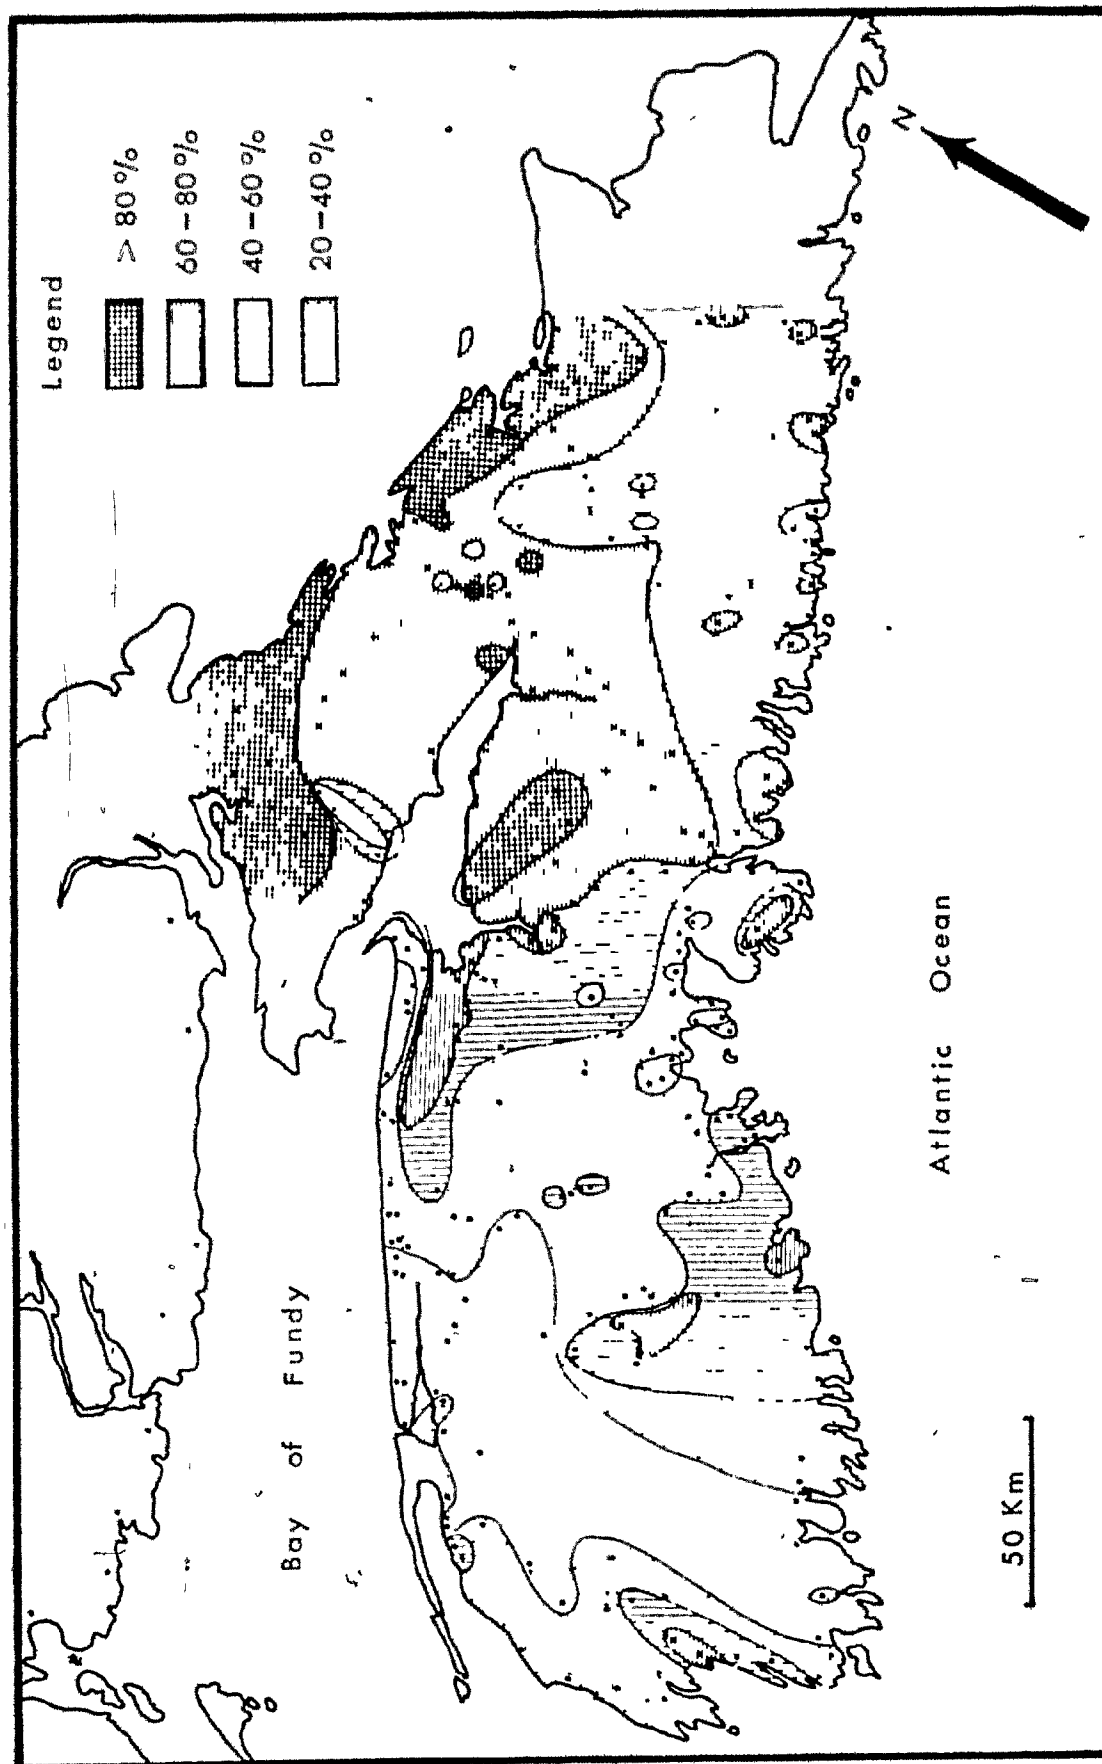 Legend
> 80%
60-80%
40-60%
20-40%
N
Bay of Fundy
Atlantic Ocean
50 Km